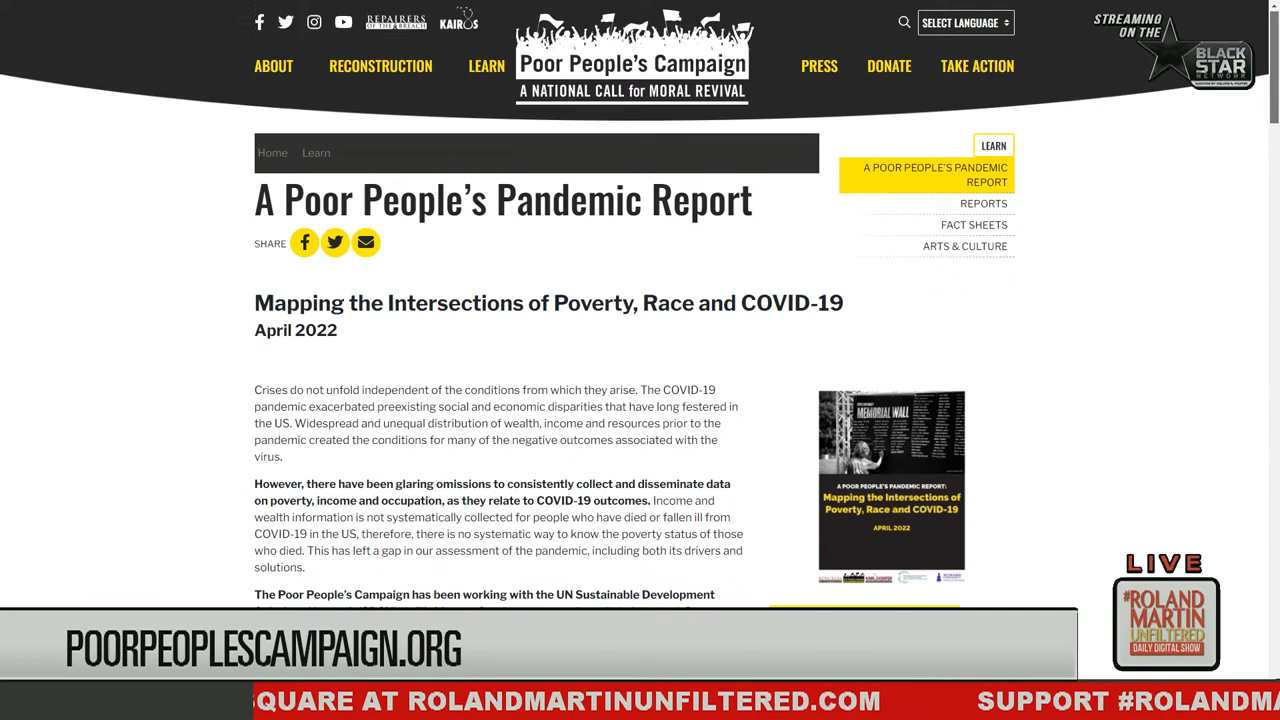 REPAIRERS
OF THE BREACH
KAIROS
SELECT LANGUAGE
STREAMING
ON THE
BLACK
STAR
NETWORK
ABOUT
RECONSTRUCTION
LEARN
Poor People's Campaign
A NATIONAL CALL for MORAL REVIVAL
PRESS
DONATE
TAKE ACTION
Home
Learn
LEARN
A POOR PEOPLE'S PANDEMIC
REPORT
REPORTS
FACT SHEETS
ARTS & CULTURE
A Poor People's Pandemic Report
SHARE
Mapping the Intersections of Poverty, Race and COVID-19
April 2022
Crises do not unfold independent of the conditions from which they arise. The COVID-19
pandemic exacerbated preexisting social and economic disparities that have long festered in
the US. Widespread and unequal distribution of wealth, income and resources prior to the
pandemic created the conditions for many of the negative outcomes associated with the
virus.
However, there have been glaring omissions to consistently collect and disseminate data
on poverty, income and occupation, as they relate to COVID-19 outcomes. Income and
wealth information is not systematically collected for people who have died or fallen ill from
COVID-19 in the US, therefore, there is no systematic way to know the poverty status of those
who died. This has left a gap in our assessment of the pandemic, including both its drivers and
solutions.
The Poor People's Campaign has been working with the UN Sustainable Development
MEMORIAL WALL
A POOR PEOPLE'S PANDEMIC REPORT:
Mapping the Intersections of
Poverty, Race and COVID-19
APRIL 2022
POORPEOPLESCAMPAIGN.ORG
LIVE
#ROLAND
MARTIN
UNFILTERED
DAILY DIGITAL SHOW
SQUARE AT ROLANDMARTINUNFILTERED.COM
SUPPORT #ROLANDMA